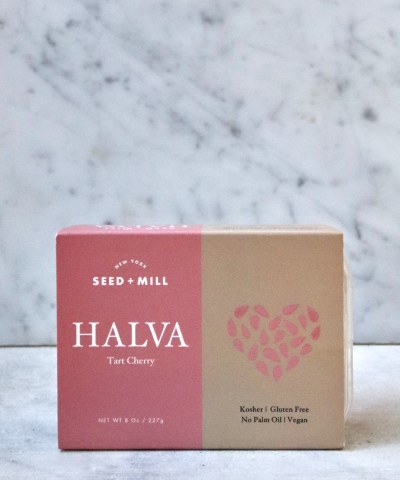 NEW YORK
SEED + MILL
HALVA
Tart Cherry
NET WT 8 Oz / 227g
Kosher | Gluten Free
No Palm Oil | Vegan